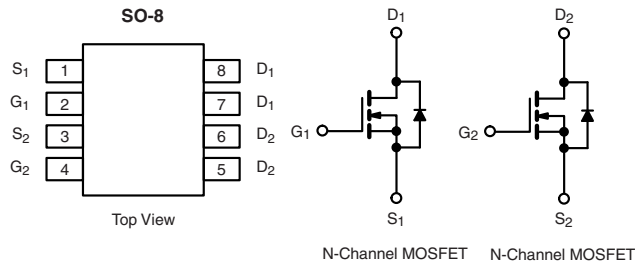 SO-8
S1 1 8 D1
G1 2 7 D1
S2 3 6 D2
G2 4 5 D2
Top View
D1
G1
S1
N-Channel MOSFET
D2
G2
S2
N-Channel MOSFET